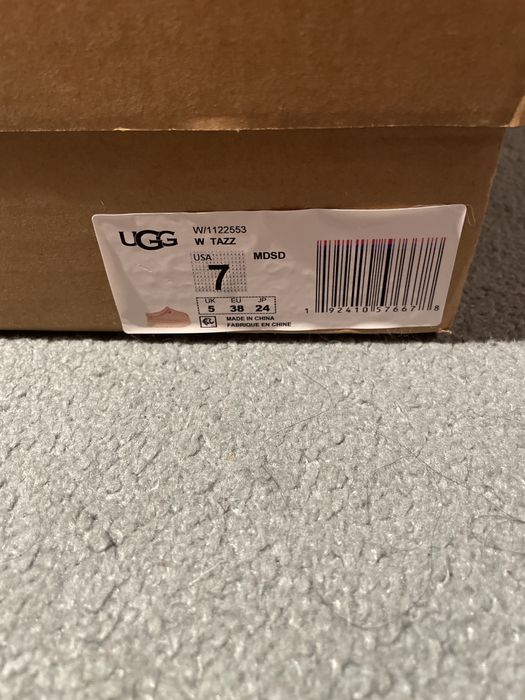 UGG
W/1122553
W TAZZ
USA
7
MDSD
UK EU JP
5 38 24
MADE IN CHINA
FABRIQUE EN CHINE
1 92410 57667 8